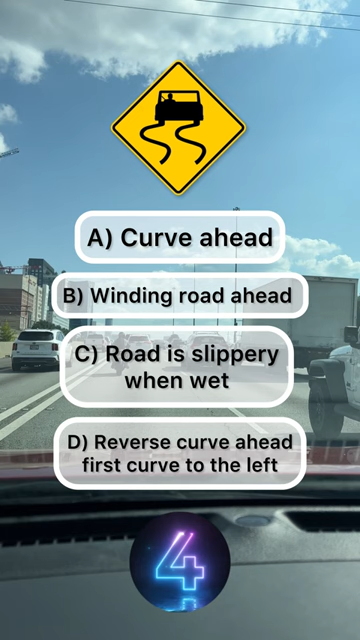 A) Curve ahead
B) Winding road ahead
C) Road is slippery
when wet
D) Reverse curve ahead
first curve to the left
4